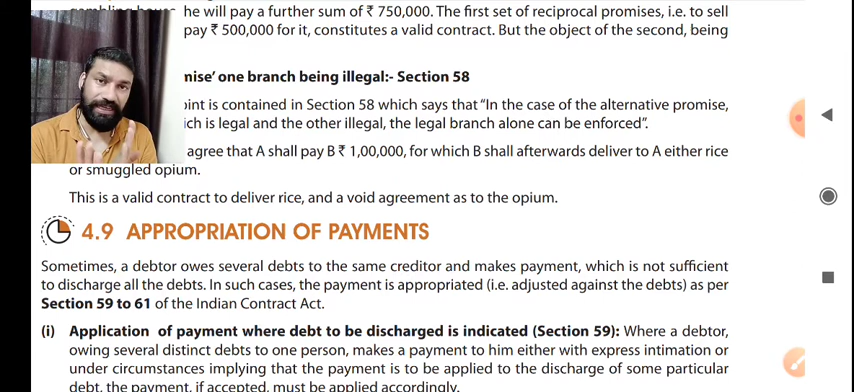 he will pay a further sum of ₹ 750,000. The first set of reciprocal promises, i.e. to sell
pay ₹ 500,000 for it, constitutes a valid contract. But the object of the second, being
mise' one branch being illegal:- Section 58
int is contained in Section 58 which says that "In the case of the alternative promise,
ich is legal and the other illegal, the legal branch alone can be enforced".
agree that A shall pay B ₹ 1,00,000, for which B shall afterwards deliver to A either rice
or smuggled opium.
This is a valid contract to deliver rice, and a void agreement as to the opium.
4.9 APPROPRIATION OF PAYMENTS
Sometimes, a debtor owes several debts to the same creditor and makes payment, which is not sufficient
to discharge all the debts. In such cases, the payment is appropriated (i.e. adjusted against the debts) as per
Section 59 to 61 of the Indian Contract Act.
(i) Application of payment where debt to be discharged is indicated (Section 59): Where a debtor,
owing several distinct debts to one person, makes a payment to him either with express intimation or
under circumstances implying that the payment is to be applied to the discharge of some particular
debt, the payment, if accepted, must be applied accordingly.